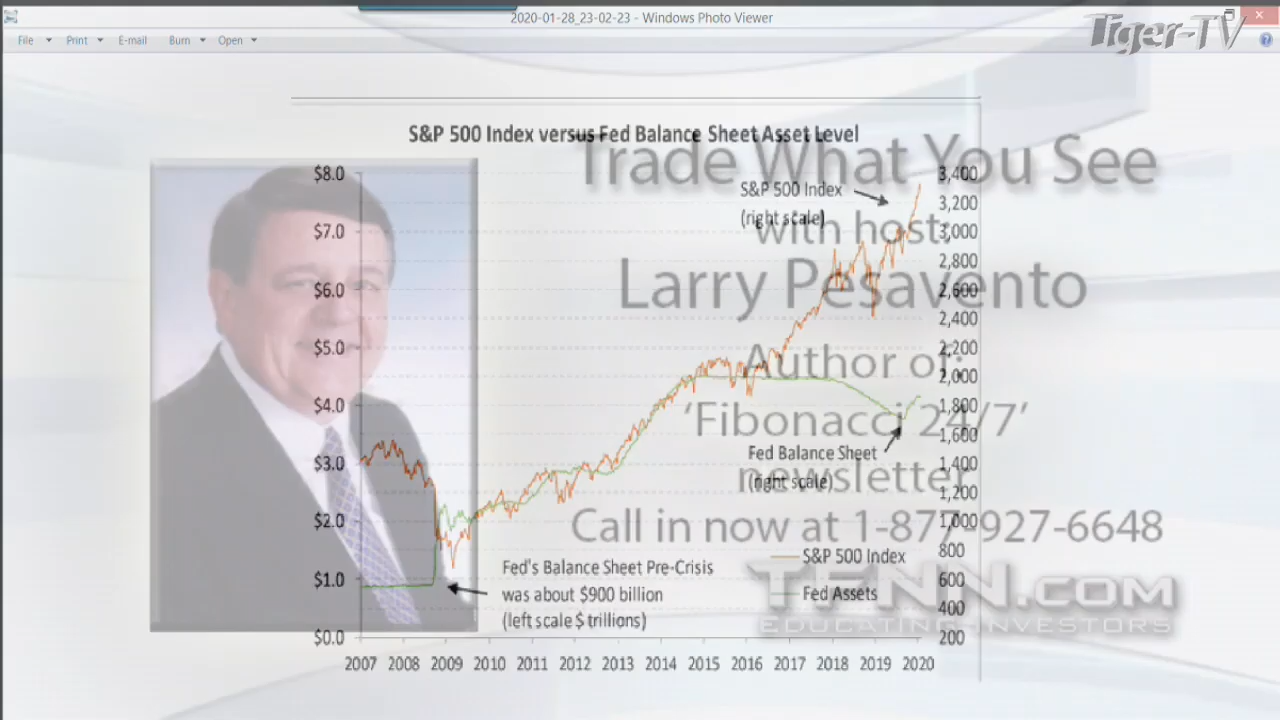 2020-01-28_23-02-23 - Windows Photo Viewer
File Print E-mail Burn Open
Tiger-TV
S&P 500 Index versus Fed Balance Sheet Asset Level
Trade What You See
with host:
Larry Pesavento
Author of:
‘Fibonacci 24/7’
newsletter
Call in now at 1-877-927-6648
TFNN.com
EDUCATING INVESTORS
S&P 500 Index
(right scale)
Fed Balance Sheet
(right scale)
Fed's Balance Sheet Pre-Crisis
was about $900 billion
(left scale $ trillions)
S&P 500 Index
Fed Assets
$8.0
$7.0
$6.0
$5.0
$4.0
$3.0
$2.0
$1.0
$0.0
3,400
3,200
3,000
2,800
2,600
2,400
2,200
2,000
1,800
1,600
1,400
1,200
1,000
800
600
400
200
2007 2008 2009 2010 2011 2012 2013 2014 2015 2016 2017 2018 2019 2020